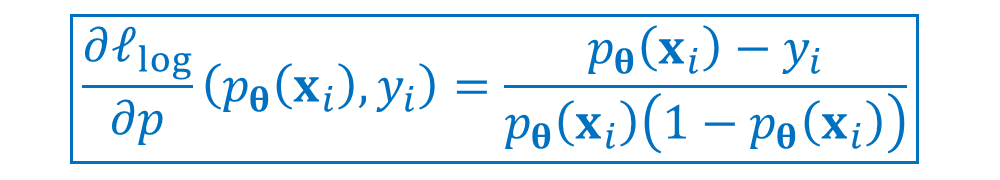 ∂ℓ_log/∂p (p_𝛉(𝐱_i), y_i) = (p_𝛉(𝐱_i) − y_i) / (p_𝛉(𝐱_i)(1 − p_𝛉(𝐱_i)))